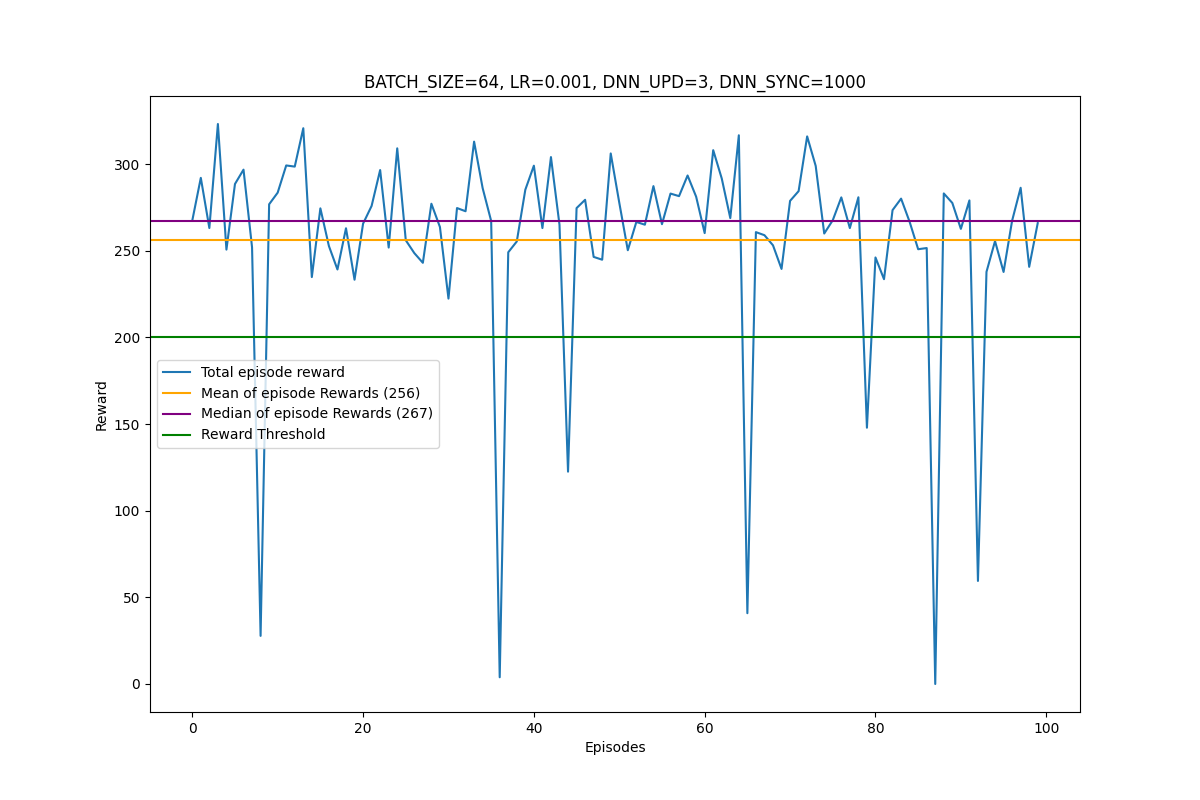 BATCH_SIZE=64, LR=0.001, DNN_UPD=3, DNN_SYNC=1000
300
250
200
150
100
50
0
Reward
Total episode reward
Mean of episode Rewards (256)
Median of episode Rewards (267)
Reward Threshold
0 20 40 60 80 100
Episodes